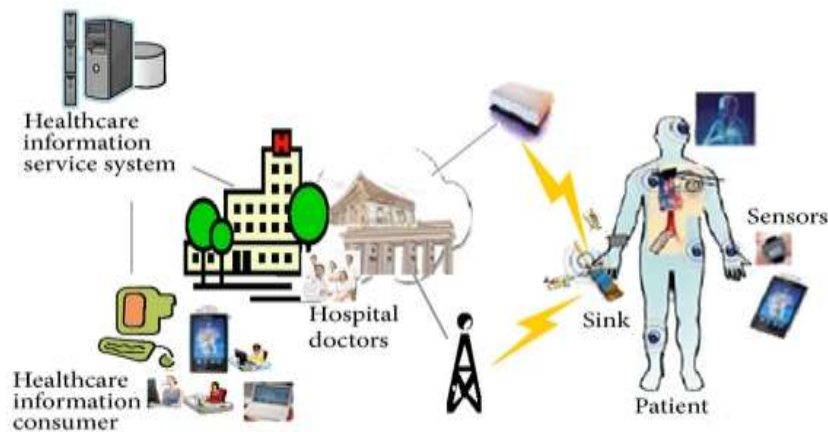 Healthcare
information
service system
H
Sensors
Hospital
doctors
Sink
Healthcare
information
consumer
Patient